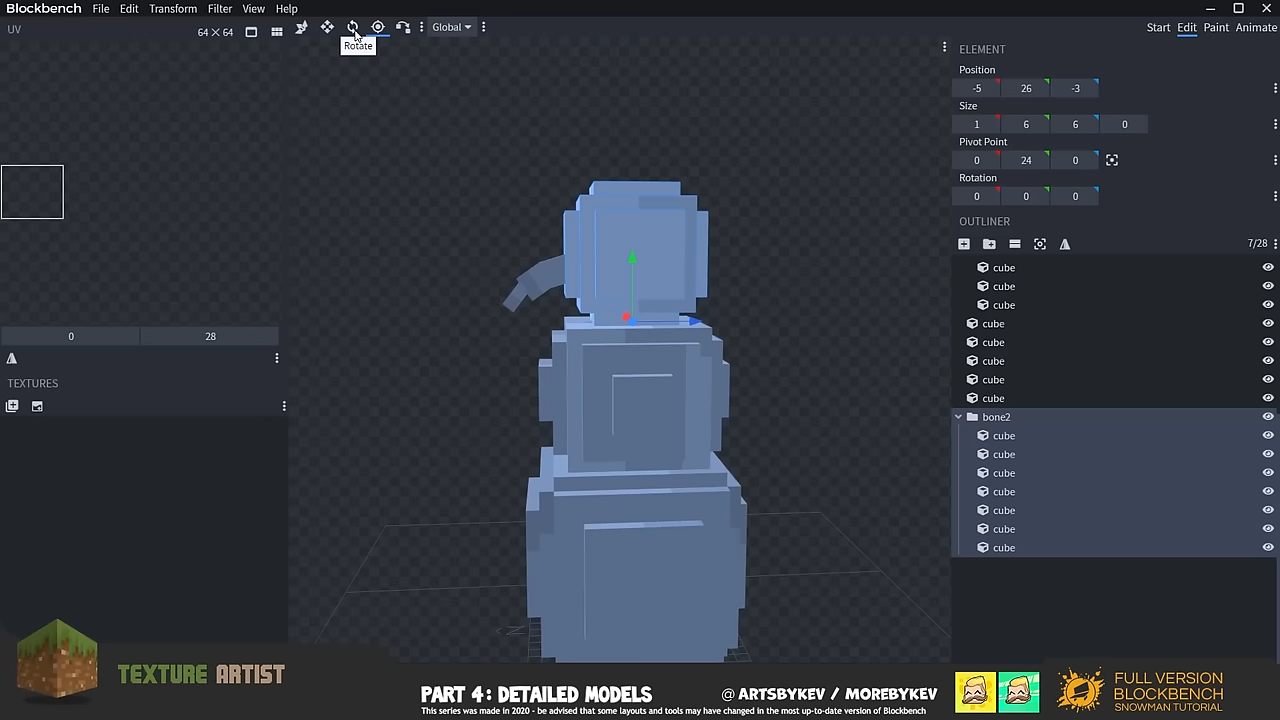 Blockbench File Edit Transform Filter View Help
UV 64 × 64 Global Start Edit Paint Animate
Rotate
ELEMENT
Position
-5 26 -3
Size
1 6 6 0
Pivot Point
0 24 0
Rotation
0 0 0
OUTLINER
7/28
cube
cube
cube
cube
cube
cube
cube
cube
bone2
cube
cube
cube
cube
cube
cube
cube
0 28
TEXTURES
TEXTURE ARTIST
PART 4: DETAILED MODELS @ARTSBYKEV / MOREBYKEV
This series was made in 2020 - be advised that some layouts and tools may have changed in the most up-to-date version of Blockbench
FULL VERSION
BLOCKBENCH
SNOWMAN TUTORIAL